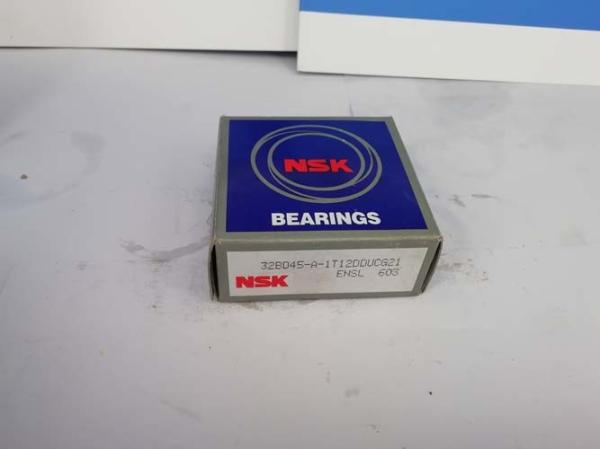 NSK
BEARINGS
32BD45-A-1T12DDUCG21
ENSL 603
NSK